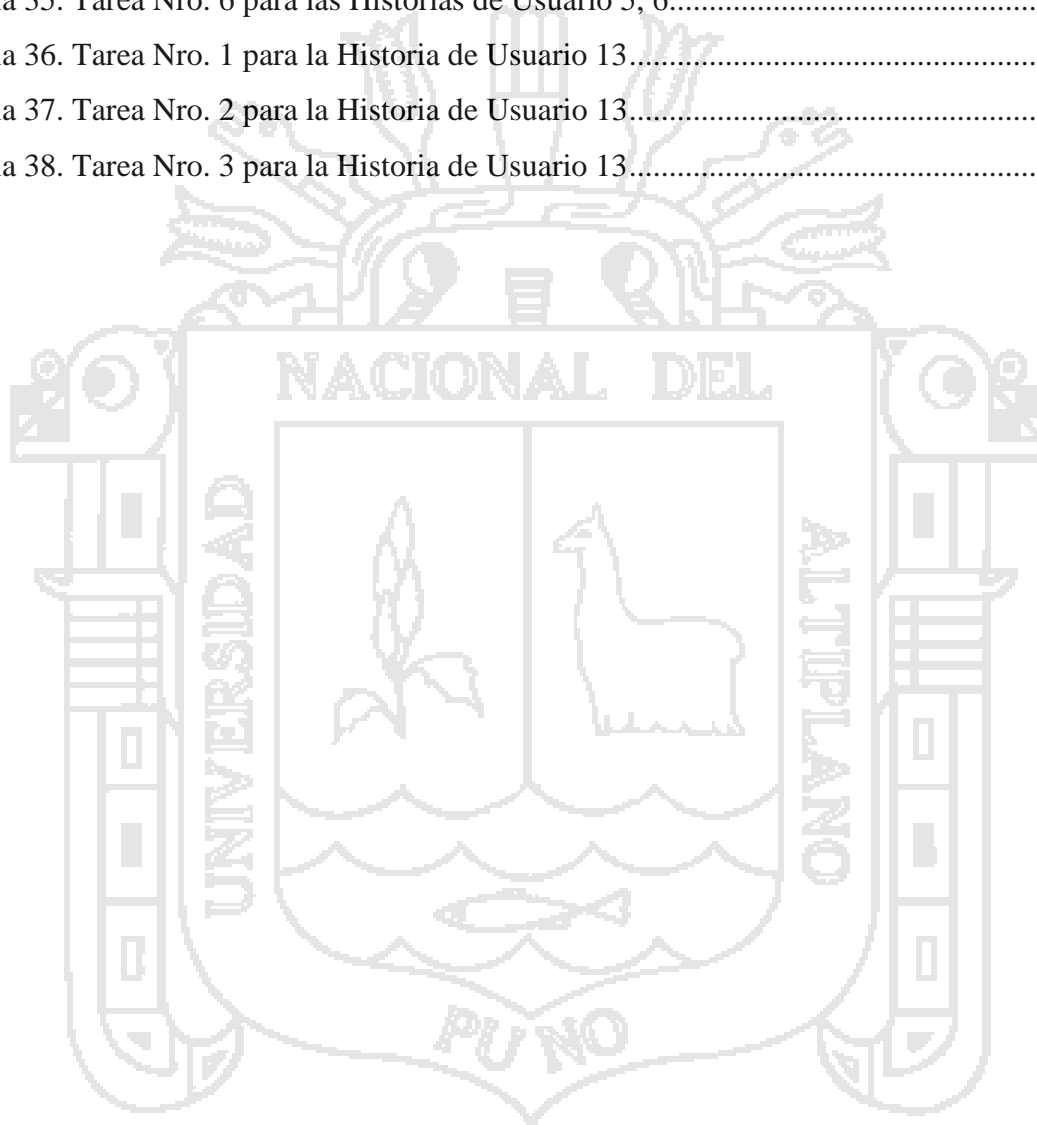 a 35. Tarea Nro. 6 para las Historias de Usuario 5, 6..........................................
a 36. Tarea Nro. 1 para la Historia de Usuario 13..................................................
a 37. Tarea Nro. 2 para la Historia de Usuario 13..................................................
a 38. Tarea Nro. 3 para la Historia de Usuario 13..................................................
NACIONAL DEL
UNIVERSIDAD
ALTIPLANO
PUNO